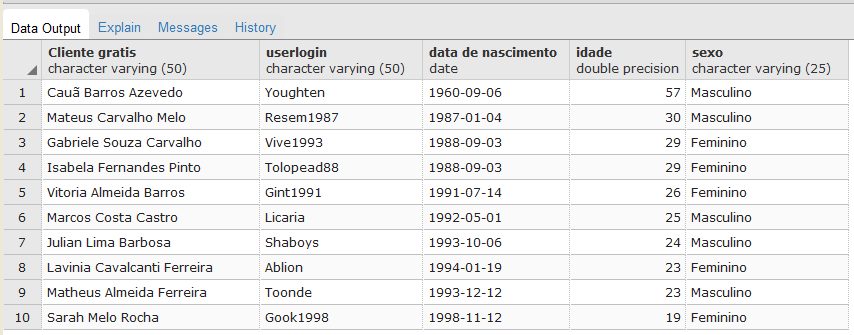 Data Output Explain Messages History
Cliente gratis userlogin data de nascimento idade sexo
character varying (50) character varying (50) date double precision character varying (25)
1 Cauã Barros Azevedo Youghten 1960-09-06 57 Masculino
2 Mateus Carvalho Melo Resem1987 1987-01-04 30 Masculino
3 Gabriele Souza Carvalho Vive1993 1988-09-03 29 Feminino
4 Isabela Fernandes Pinto Tolopead88 1988-09-03 29 Feminino
5 Vitoria Almeida Barros Gint1991 1991-07-14 26 Feminino
6 Marcos Costa Castro Licaria 1992-05-01 25 Masculino
7 Julian Lima Barbosa Shaboys 1993-10-06 24 Masculino
8 Lavinia Cavalcanti Ferreira Ablion 1994-01-19 23 Feminino
9 Matheus Almeida Ferreira Toonde 1993-12-12 23 Masculino
10 Sarah Melo Rocha Gook1998 1998-11-12 19 Feminino